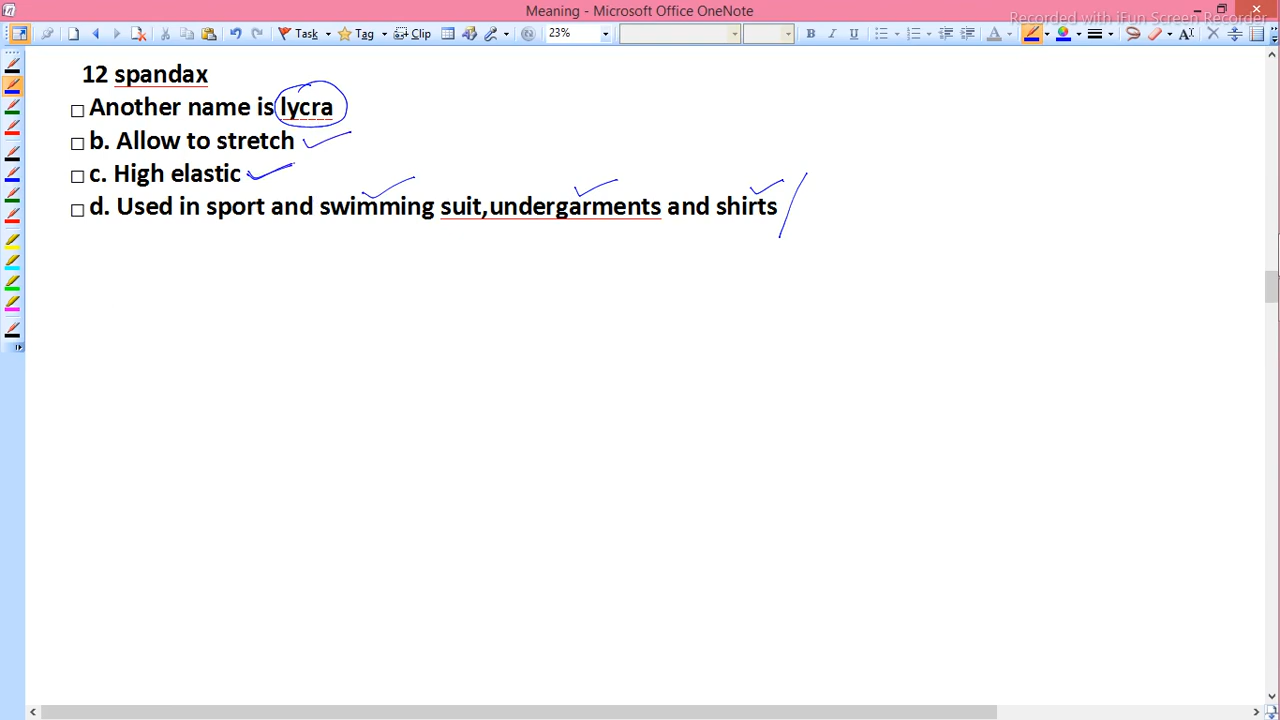 Meaning - Microsoft Office OneNote
Recorded with iFun Screen Recorder
Task Tag Clip 23% B I U
12 spandax
Another name is lycra
b. Allow to stretch
c. High elastic
d. Used in sport and swimming suit,undergarments and shirts